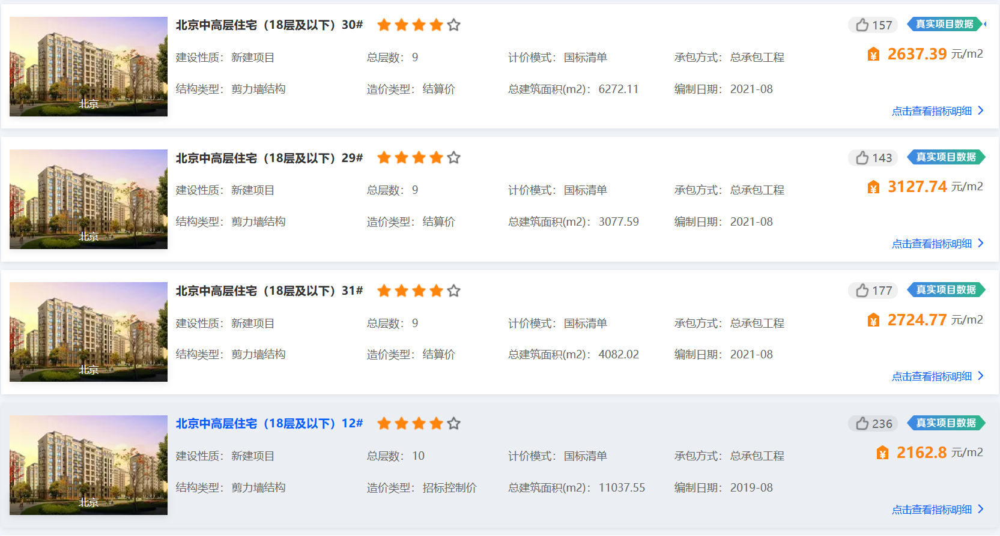 北京中高层住宅（18层及以下）30# 157 真实项目数据
建设性质： 新建项目 总层数： 9 计价模式： 国标清单 承包方式： 总承包工程 ¥ 2637.39 元/m2
结构类型： 剪力墙结构 造价类型： 结算价 总建筑面积(m2)： 6272.11 编制日期： 2021-08
北京
点击查看指标明细
北京中高层住宅（18层及以下）29# 143 真实项目数据
建设性质： 新建项目 总层数： 9 计价模式： 国标清单 承包方式： 总承包工程 ¥ 3127.74 元/m2
结构类型： 剪力墙结构 造价类型： 结算价 总建筑面积(m2)： 3077.59 编制日期： 2021-08
北京
点击查看指标明细
北京中高层住宅（18层及以下）31# 177 真实项目数据
建设性质： 新建项目 总层数： 9 计价模式： 国标清单 承包方式： 总承包工程 ¥ 2724.77 元/m2
结构类型： 剪力墙结构 造价类型： 结算价 总建筑面积(m2)： 4082.02 编制日期： 2021-08
北京
点击查看指标明细
北京中高层住宅（18层及以下）12# 236 真实项目数据
建设性质： 新建项目 总层数： 10 计价模式： 国标清单 承包方式： 总承包工程 ¥ 2162.8 元/m2
结构类型： 剪力墙结构 造价类型： 招标控制价 总建筑面积(m2)： 11037.55 编制日期： 2019-08
北京
点击查看指标明细